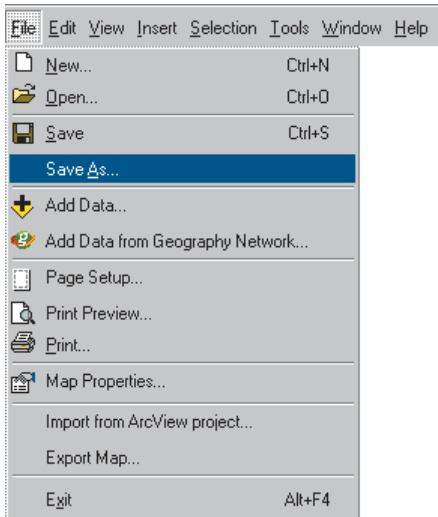 File Edit View Insert Selection Tools Window Help
New... Ctrl+N
Open... Ctrl+O
Save Ctrl+S
Save As...
Add Data...
Add Data from Geography Network...
Page Setup...
Print Preview...
Print...
Map Properties...
Import from ArcView project...
Export Map...
Exit Alt+F4